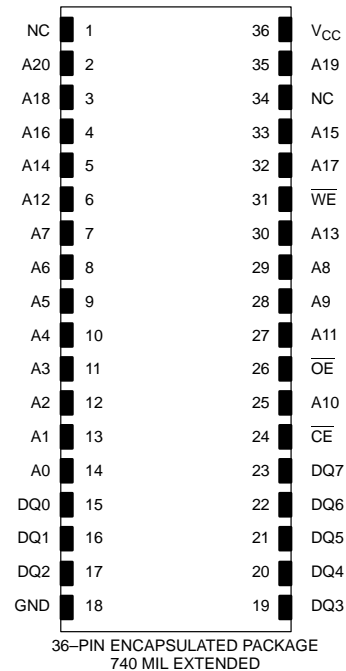 NC 1 36 VCC
A20 2 35 A19
A18 3 34 NC
A16 4 33 A15
A14 5 32 A17
A12 6 31 W̅E̅
A7 7 30 A13
A6 8 29 A8
A5 9 28 A9
A4 10 27 A11
A3 11 26 O̅E̅
A2 12 25 A10
A1 13 24 C̅E̅
A0 14 23 DQ7
DQ0 15 22 DQ6
DQ1 16 21 DQ5
DQ2 17 20 DQ4
GND 18 19 DQ3
36–PIN ENCAPSULATED PACKAGE
740 MIL EXTENDED